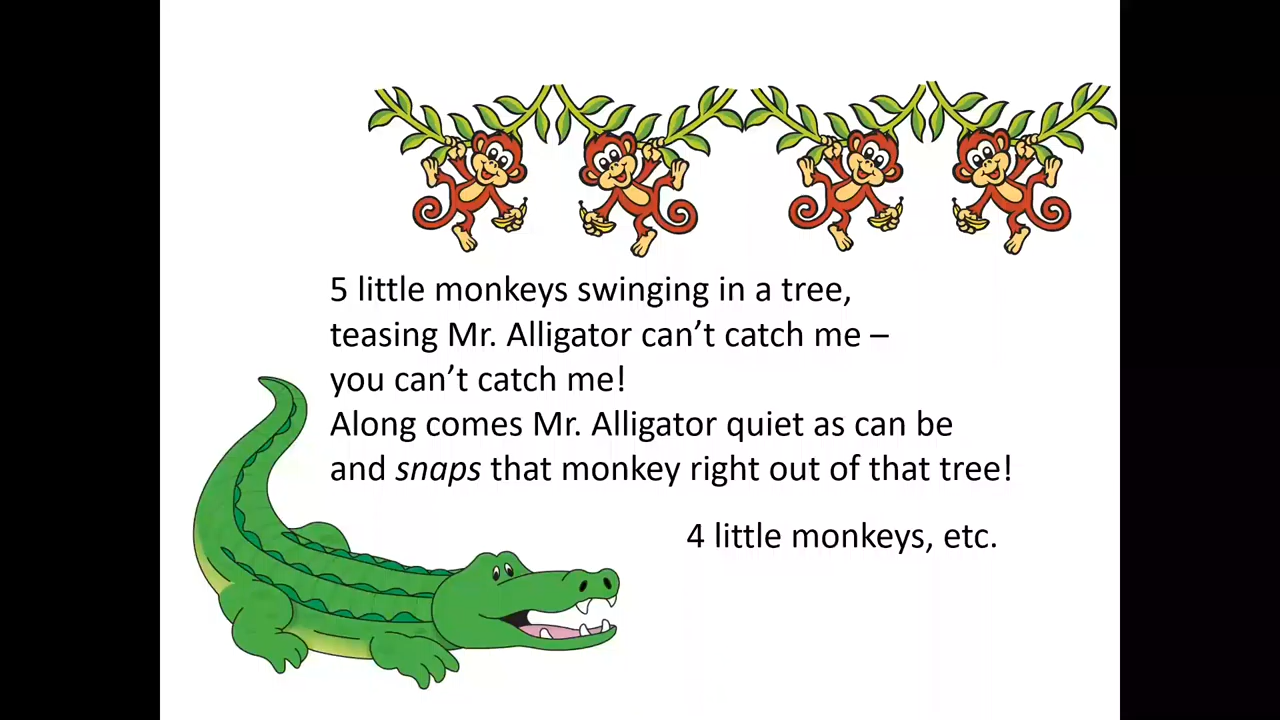 5 little monkeys swinging in a tree,
teasing Mr. Alligator can’t catch me –
you can’t catch me!
Along comes Mr. Alligator quiet as can be
and snaps that monkey right out of that tree!
4 little monkeys, etc.